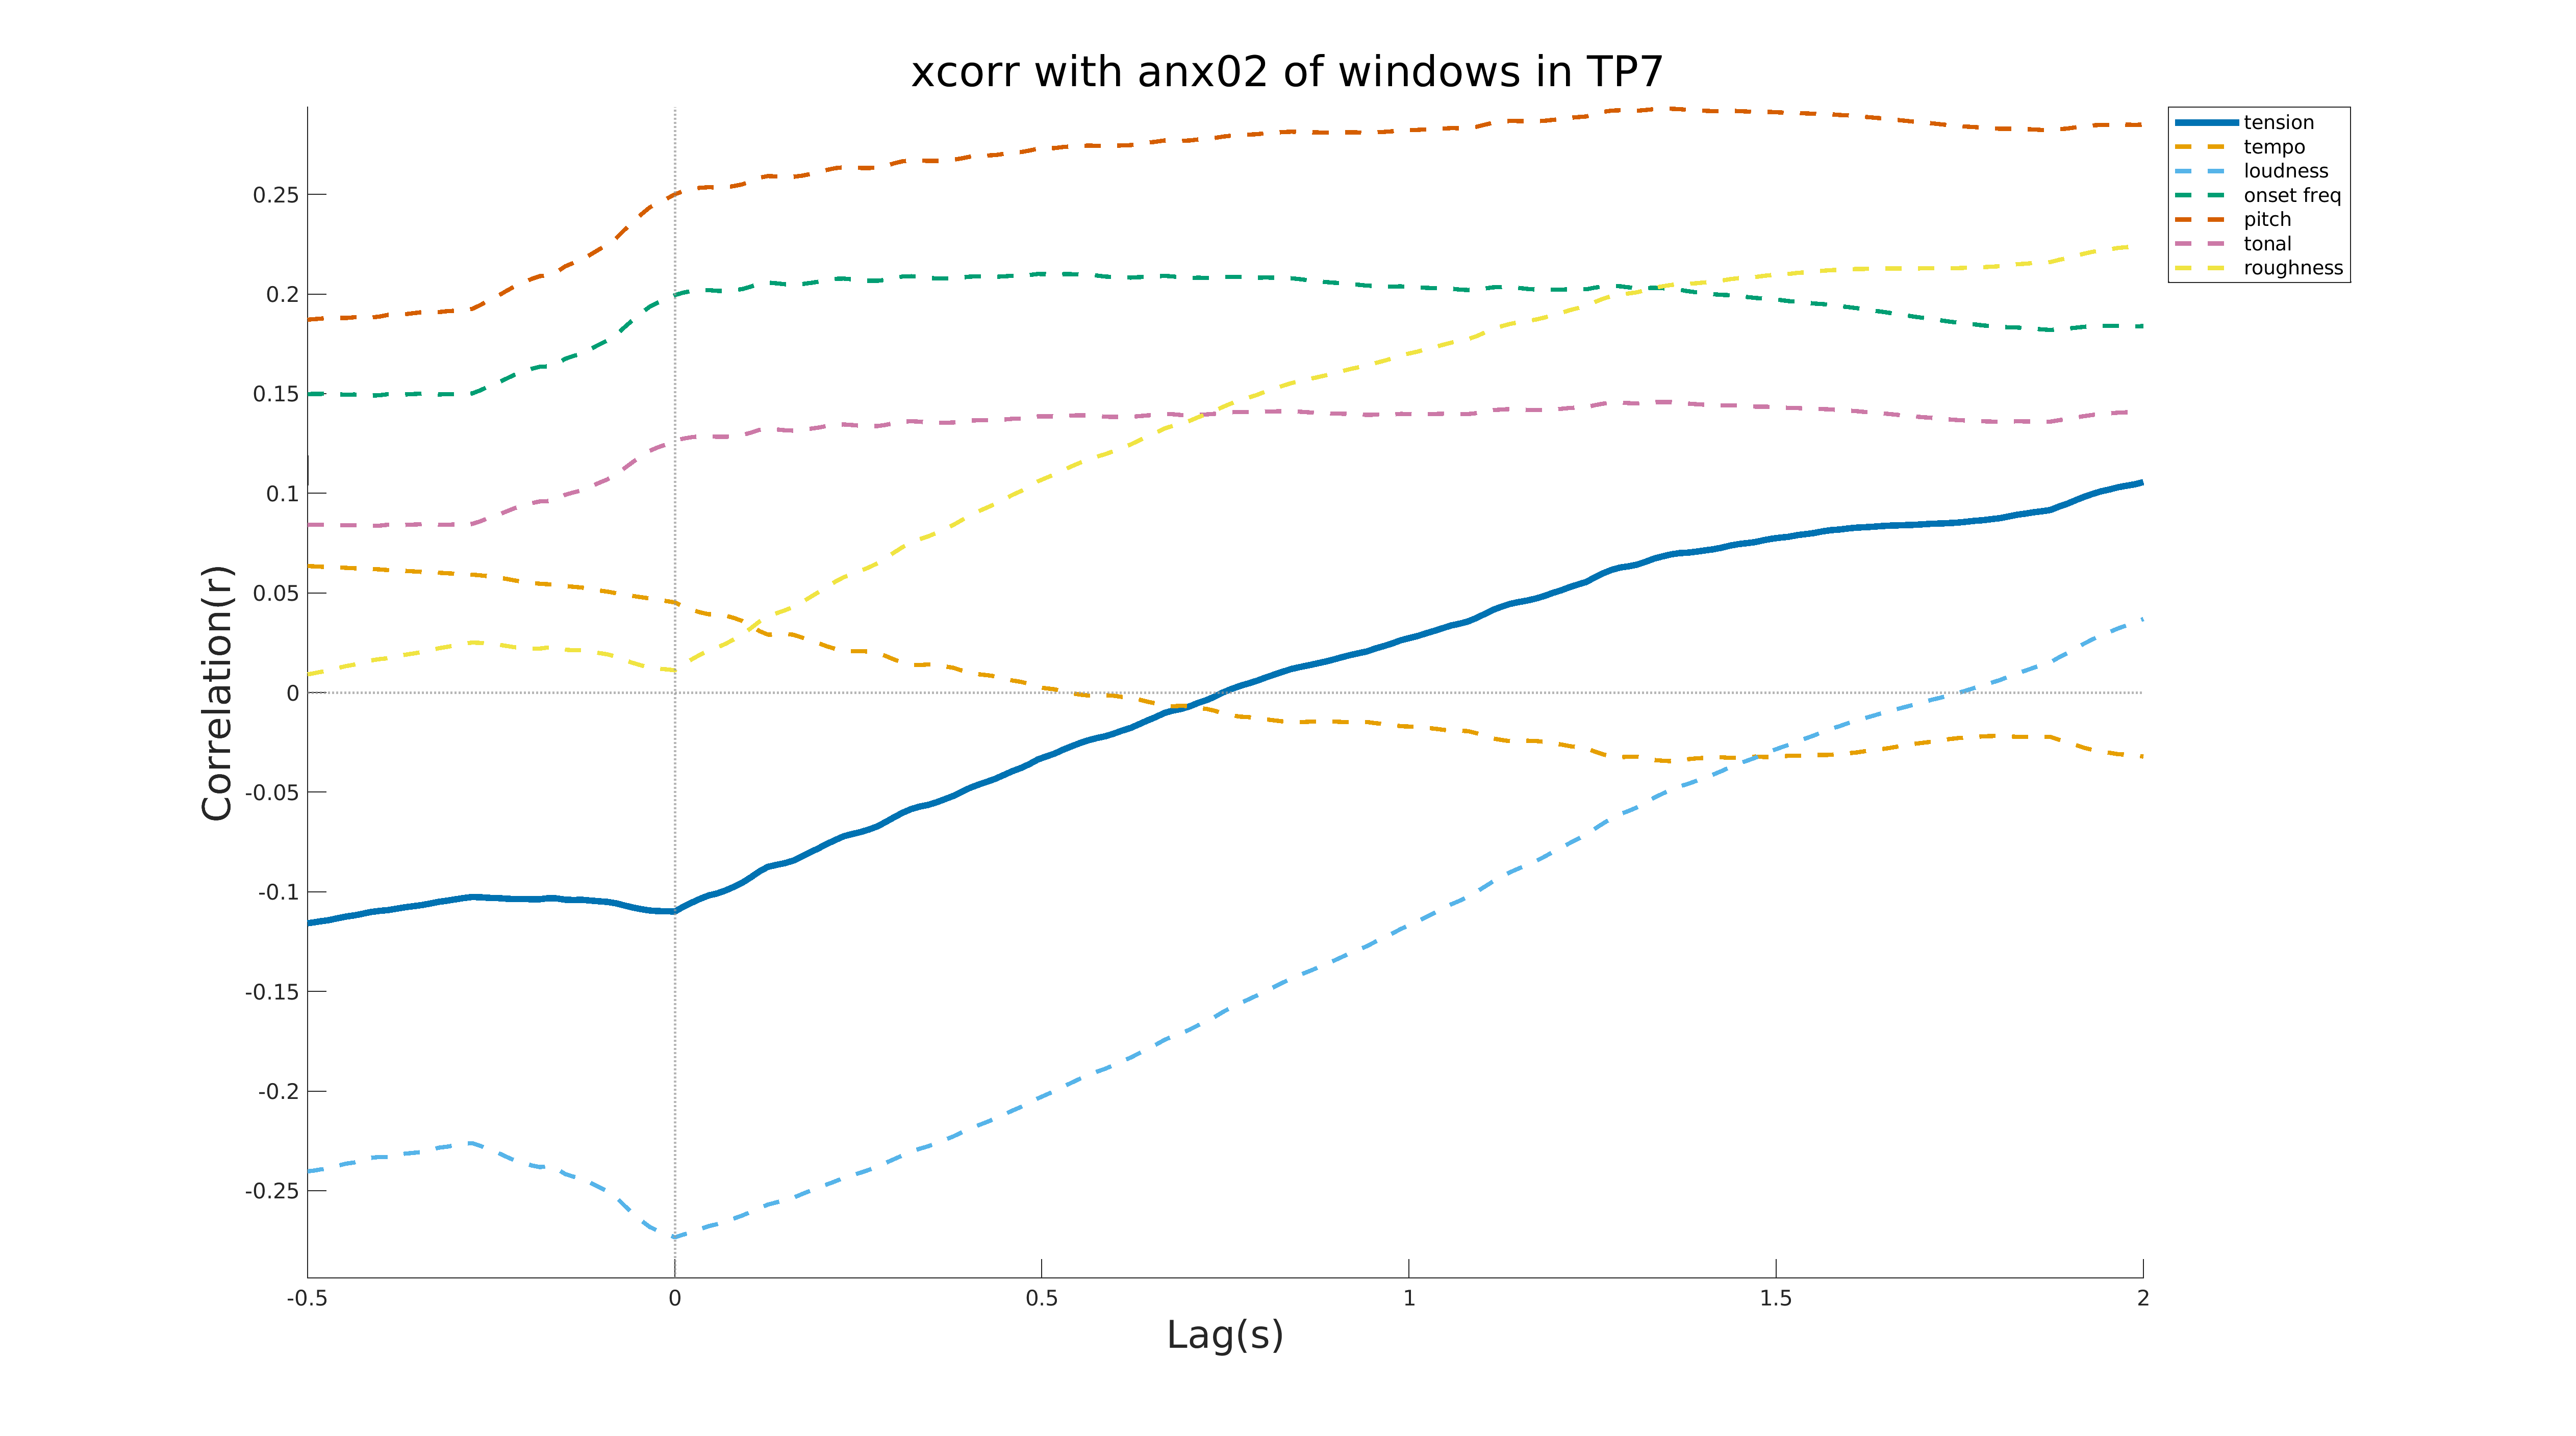 xcorr with anx02 of windows in TP7
tension
tempo
loudness
onset freq
pitch
tonal
roughness
Correlation(r)
0.25
0.2
0.15
0.1
0.05
0
-0.05
-0.1
-0.15
-0.2
-0.25
-0.5
0
0.5
1
1.5
2
Lag(s)